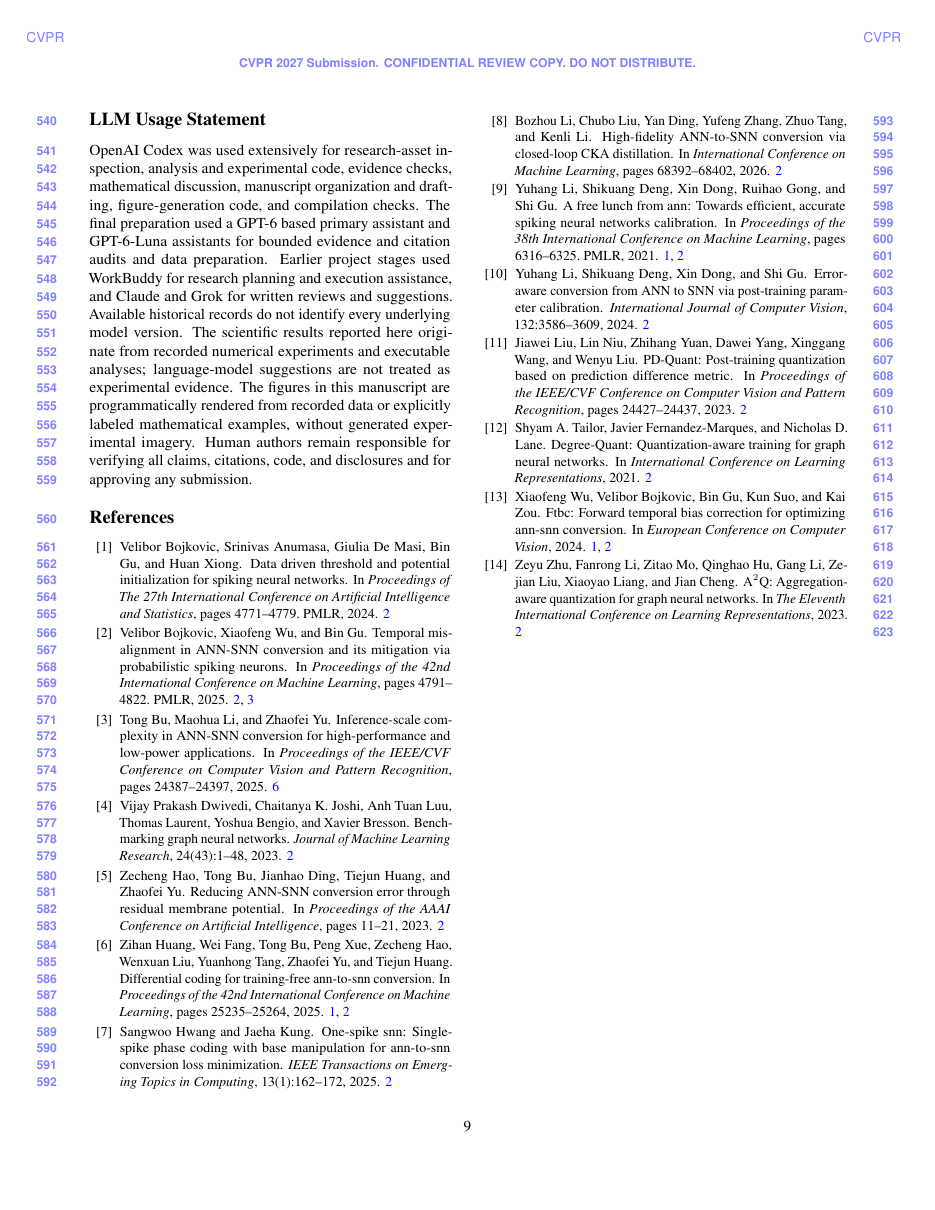 CVPR
CVPR
CVPR 2027 Submission. CONFIDENTIAL REVIEW COPY. DO NOT DISTRIBUTE.
540 LLM Usage Statement
541 OpenAI Codex was used extensively for research-asset in-
542 spection, analysis and experimental code, evidence checks,
543 mathematical discussion, manuscript organization and draft-
544 ing, figure-generation code, and compilation checks. The
545 final preparation used a GPT-6 based primary assistant and
546 GPT-6-Luna assistants for bounded evidence and citation
547 audits and data preparation. Earlier project stages used
548 WorkBuddy for research planning and execution assistance,
549 and Claude and Grok for written reviews and suggestions.
550 Available historical records do not identify every underlying
551 model version. The scientific results reported here origi-
552 nate from recorded numerical experiments and executable
553 analyses; language-model suggestions are not treated as
554 experimental evidence. The figures in this manuscript are
555 programmatically rendered from recorded data or explicitly
556 labeled mathematical examples, without generated exper-
557 imental imagery. Human authors remain responsible for
558 verifying all claims, citations, code, and disclosures and for
559 approving any submission.
560 References
561 [1] Velibor Bojkovic, Srinivas Anumasa, Giulia De Masi, Bin
562 Gu, and Huan Xiong. Data driven threshold and potential
563 initialization for spiking neural networks. In Proceedings of
564 The 27th International Conference on Artificial Intelligence
565 and Statistics, pages 4771–4779. PMLR, 2024. 2
566 [2] Velibor Bojkovic, Xiaofeng Wu, and Bin Gu. Temporal mis-
567 alignment in ANN-SNN conversion and its mitigation via
568 probabilistic spiking neurons. In Proceedings of the 42nd
569 International Conference on Machine Learning, pages 4791–
570 4822. PMLR, 2025. 2, 3
571 [3] Tong Bu, Maohua Li, and Zhaofei Yu. Inference-scale com-
572 plexity in ANN-SNN conversion for high-performance and
573 low-power applications. In Proceedings of the IEEE/CVF
574 Conference on Computer Vision and Pattern Recognition,
575 pages 24387–24397, 2025. 6
576 [4] Vijay Prakash Dwivedi, Chaitanya K. Joshi, Anh Tuan Luu,
577 Thomas Laurent, Yoshua Bengio, and Xavier Bresson. Bench-
578 marking graph neural networks. Journal of Machine Learning
579 Research, 24(43):1–48, 2023. 2
580 [5] Zecheng Hao, Tong Bu, Jianhao Ding, Tiejun Huang, and
581 Zhaofei Yu. Reducing ANN-SNN conversion error through
582 residual membrane potential. In Proceedings of the AAAI
583 Conference on Artificial Intelligence, pages 11–21, 2023. 2
584 [6] Zihan Huang, Wei Fang, Tong Bu, Peng Xue, Zecheng Hao,
585 Wenxuan Liu, Yuanhong Tang, Zhaofei Yu, and Tiejun Huang.
586 Differential coding for training-free ann-to-snn conversion. In
587 Proceedings of the 42nd International Conference on Machine
588 Learning, pages 25235–25264, 2025. 1, 2
589 [7] Sangwoo Hwang and Jaeha Kung. One-spike snn: Single-
590 spike phase coding with base manipulation for ann-to-snn
591 conversion loss minimization. IEEE Transactions on Emerg-
592 ing Topics in Computing, 13(1):162–172, 2025. 2
[8] Bozhou Li, Chubo Liu, Yan Ding, Yufeng Zhang, Zhuo Tang, 593
and Kenli Li. High-fidelity ANN-to-SNN conversion via 594
closed-loop CKA distillation. In International Conference on 595
Machine Learning, pages 68392–68402, 2026. 2 596
[9] Yuhang Li, Shikuang Deng, Xin Dong, Ruihao Gong, and 597
Shi Gu. A free lunch from ann: Towards efficient, accurate 598
spiking neural networks calibration. In Proceedings of the 599
38th International Conference on Machine Learning, pages 600
6316–6325. PMLR, 2021. 1, 2 601
[10] Yuhang Li, Shikuang Deng, Xin Dong, and Shi Gu. Error- 602
aware conversion from ANN to SNN via post-training param- 603
eter calibration. International Journal of Computer Vision, 604
132:3586–3609, 2024. 2 605
[11] Jiawei Liu, Lin Niu, Zhihang Yuan, Dawei Yang, Xinggang 606
Wang, and Wenyu Liu. PD-Quant: Post-training quantization 607
based on prediction difference metric. In Proceedings of 608
the IEEE/CVF Conference on Computer Vision and Pattern 609
Recognition, pages 24427–24437, 2023. 2 610
[12] Shyam A. Tailor, Javier Fernandez-Marques, and Nicholas D. 611
Lane. Degree-Quant: Quantization-aware training for graph 612
neural networks. In International Conference on Learning 613
Representations, 2021. 2 614
[13] Xiaofeng Wu, Velibor Bojkovic, Bin Gu, Kun Suo, and Kai 615
Zou. Ftbc: Forward temporal bias correction for optimizing 616
ann-snn conversion. In European Conference on Computer 617
Vision, 2024. 1, 2 618
[14] Zeyu Zhu, Fanrong Li, Zitao Mo, Qinghao Hu, Gang Li, Ze- 619
jian Liu, Xiaoyao Liang, and Jian Cheng. A²Q: Aggregation- 620
aware quantization for graph neural networks. In The Eleventh 621
International Conference on Learning Representations, 2023. 622
2 623
9